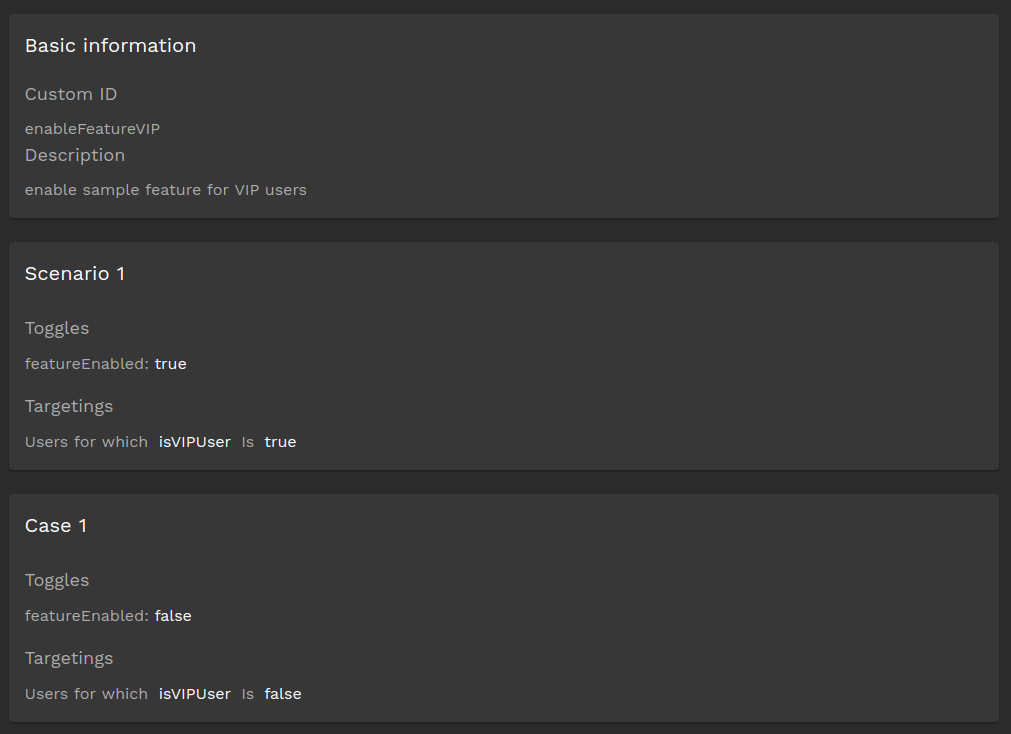 Basic information
Custom ID
enableFeatureVIP
Description
enable sample feature for VIP users
Scenario 1
Toggles
featureEnabled: true
Targetings
Users for which isVIPUser Is true
Case 1
Toggles
featureEnabled: false
Targetings
Users for which isVIPUser Is false